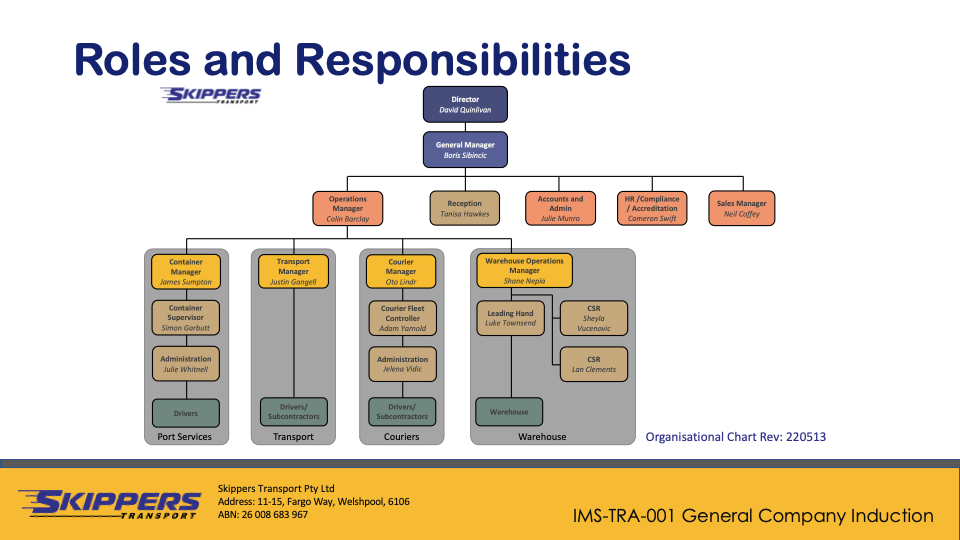 Roles and Responsibilities
SKIPPERS
TRANSPORT
Director
David Quinlivan
General Manager
Boris Sibincic
Operations
Manager
Colin Barclay
Reception
Tanisa Hawkes
Accounts and
Admin
Julie Munro
HR /Compliance
/ Accreditation
Cameron Swift
Sales Manager
Neil Coffey
Container
Manager
James Sumpton
Container
Supervisor
Simon Garbutt
Administration
Julie Whitnell
Drivers
Port Services
Transport
Manager
Justin Gangell
Drivers/
Subcontractors
Transport
Courier
Manager
Oto Lindr
Courier Fleet
Controller
Adam Yarnold
Administration
Jelena Vidic
Drivers/
Subcontractors
Couriers
Warehouse Operations
Manager
Shane Nepia
Leading Hand
Luke Townsend
CSR
Sheyla
Vucenovic
CSR
Lan Clements
Warehouse
Warehouse
Organisational Chart Rev: 220513
SKIPPERS
TRANSPORT
Skippers Transport Pty Ltd
Address: 11-15, Fargo Way, Welshpool, 6106
ABN: 26 008 683 967
IMS-TRA-001 General Company Induction